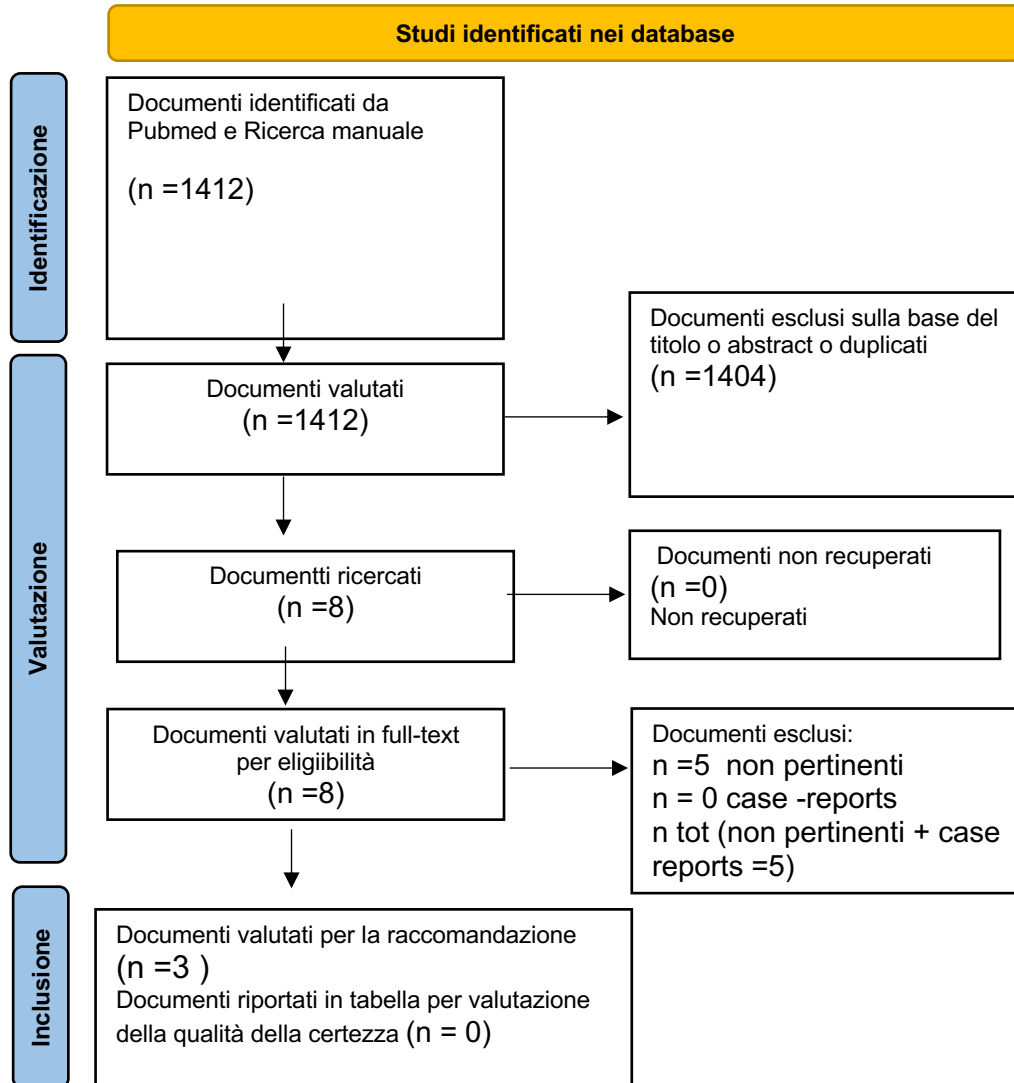 Studi identificati nei database
Identificazione
Documenti identificati da
Pubmed e Ricerca manuale
(n =1412)
Documenti esclusi sulla base del
titolo o abstract o duplicati
(n =1404)
Valutazione
Documenti valutati
(n =1412)
Documentti ricercati
(n =8)
Documenti non recuperati
(n =0)
Non recuperati
Documenti valutati in full-text
per eligiibilità
(n =8)
Documenti esclusi:
n =5 non pertinenti
n = 0 case -reports
n tot (non pertinenti + case
reports =5)
Inclusione
Documenti valutati per la raccomandazione
(n =3 )
Documenti riportati in tabella per valutazione
della qualità della certezza (n = 0)